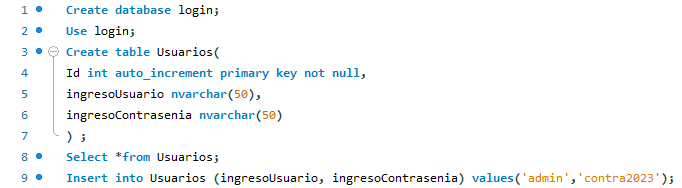 1 Create database login;
2 Use login;
3 Create table Usuarios(
4 Id int auto_increment primary key not null,
5 ingresoUsuario nvarchar(50),
6 ingresoContrasenia nvarchar(50)
7 ) ;
8 Select *from Usuarios;
9 Insert into Usuarios (ingresoUsuario, ingresoContrasenia) values('admin','contra2023');